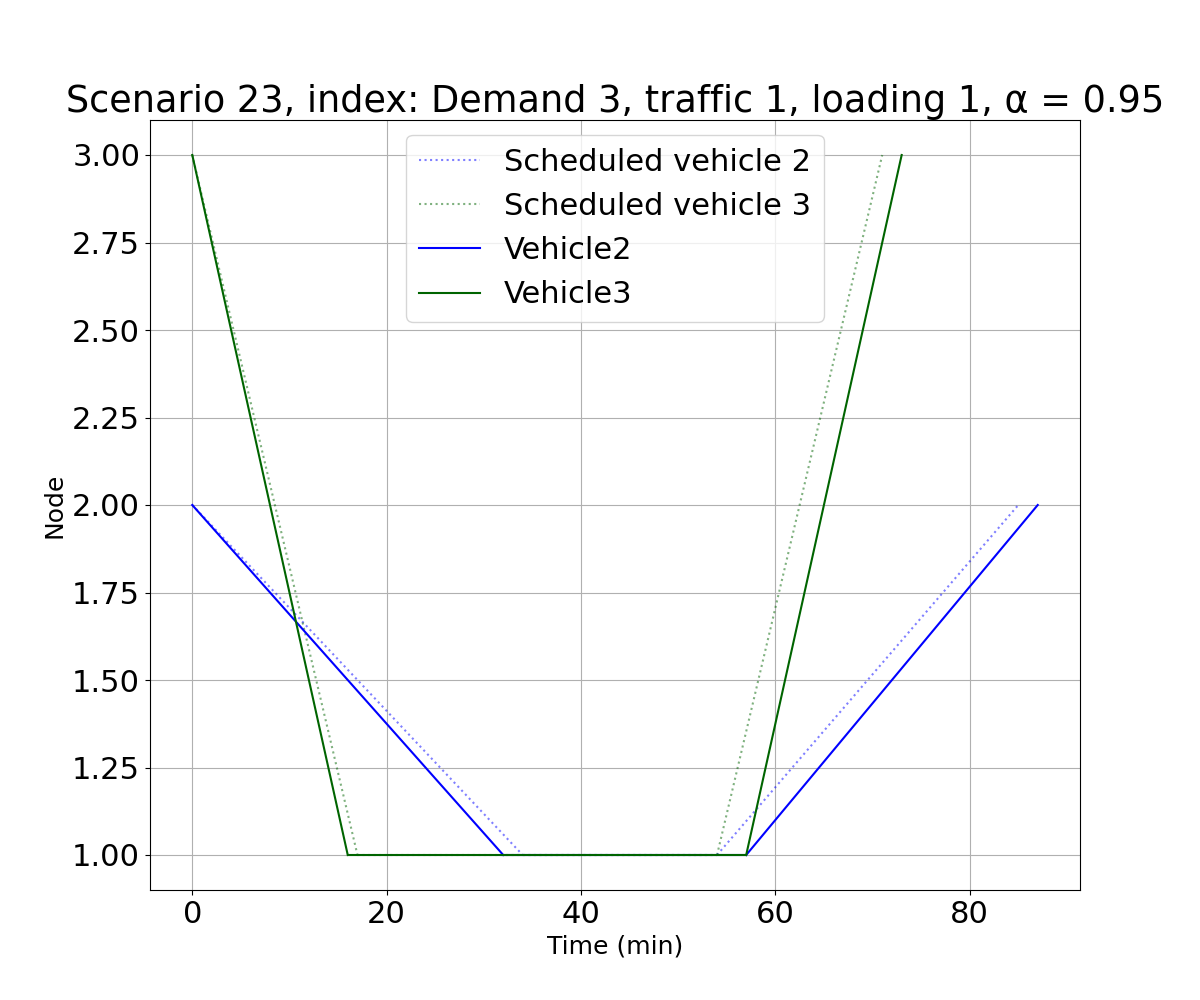 Scenario 23, index: Demand 3, traffic 1, loading 1, α = 0.95
Scheduled vehicle 2
Scheduled vehicle 3
Vehicle2
Vehicle3
3.00
2.75
2.50
2.25
2.00
1.75
1.50
1.25
1.00
Node
0 20 40 60 80
Time (min)